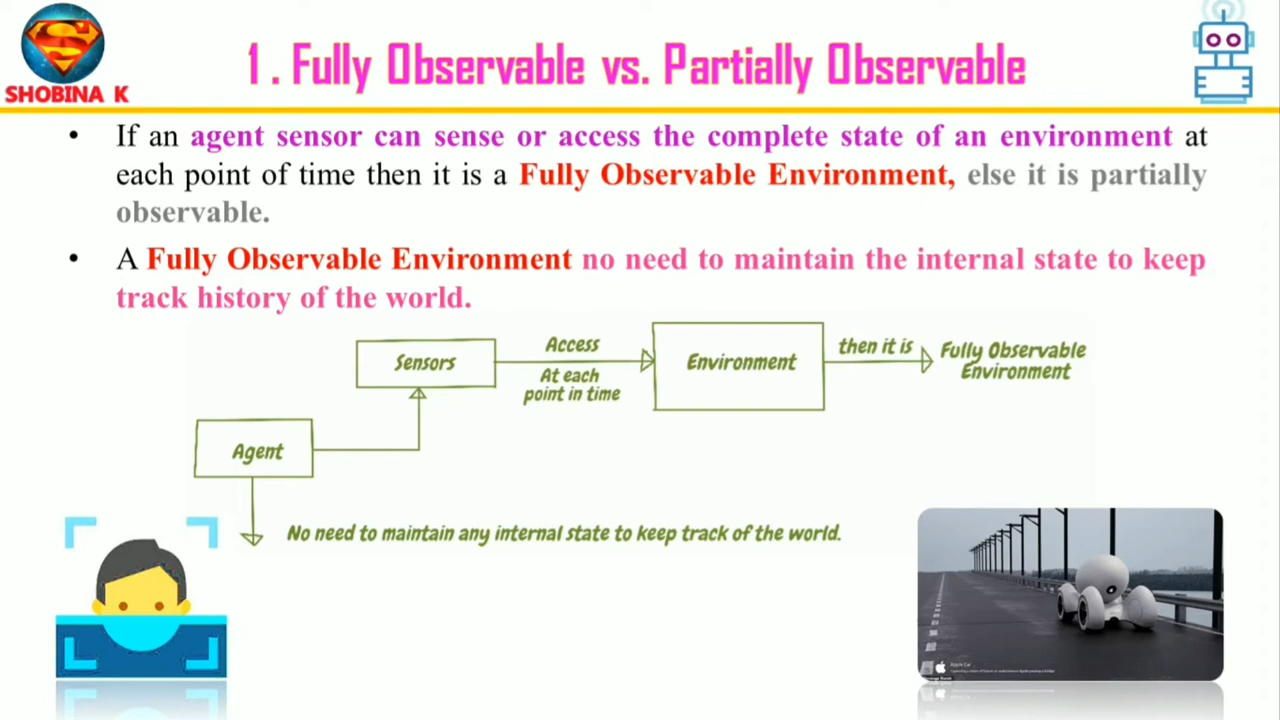 SHOBINA K
1. Fully Observable vs. Partially Observable
• If an agent sensor can sense or access the complete state of an environment at
each point of time then it is a Fully Observable Environment, else it is partially
observable.
• A Fully Observable Environment no need to maintain the internal state to keep
track history of the world.
Sensors
Access
At each
point in time
Environment
then it is
Fully Observable
Environment
Agent
No need to maintain any internal state to keep track of the world.
Apple Car